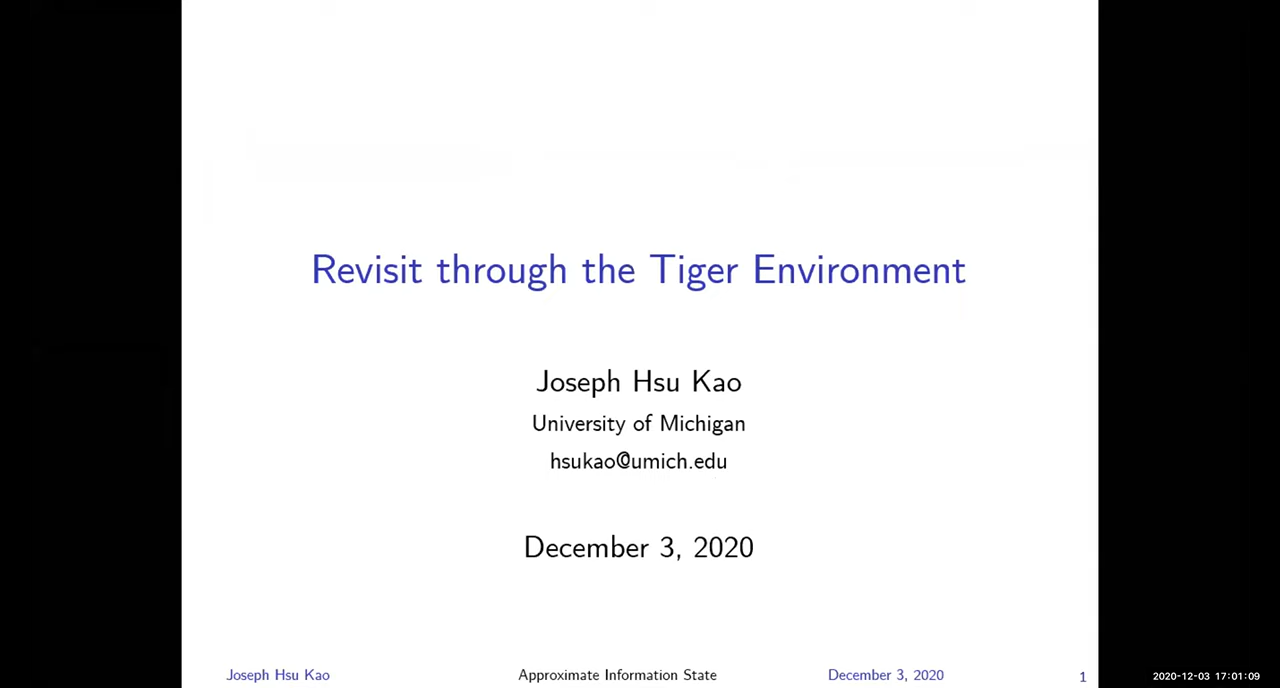 Revisit through the Tiger Environment
Joseph Hsu Kao
University of Michigan
hsukao@umich.edu
December 3, 2020
Joseph Hsu Kao
Approximate Information State
December 3, 2020
1
2020-12-03 17:01:09